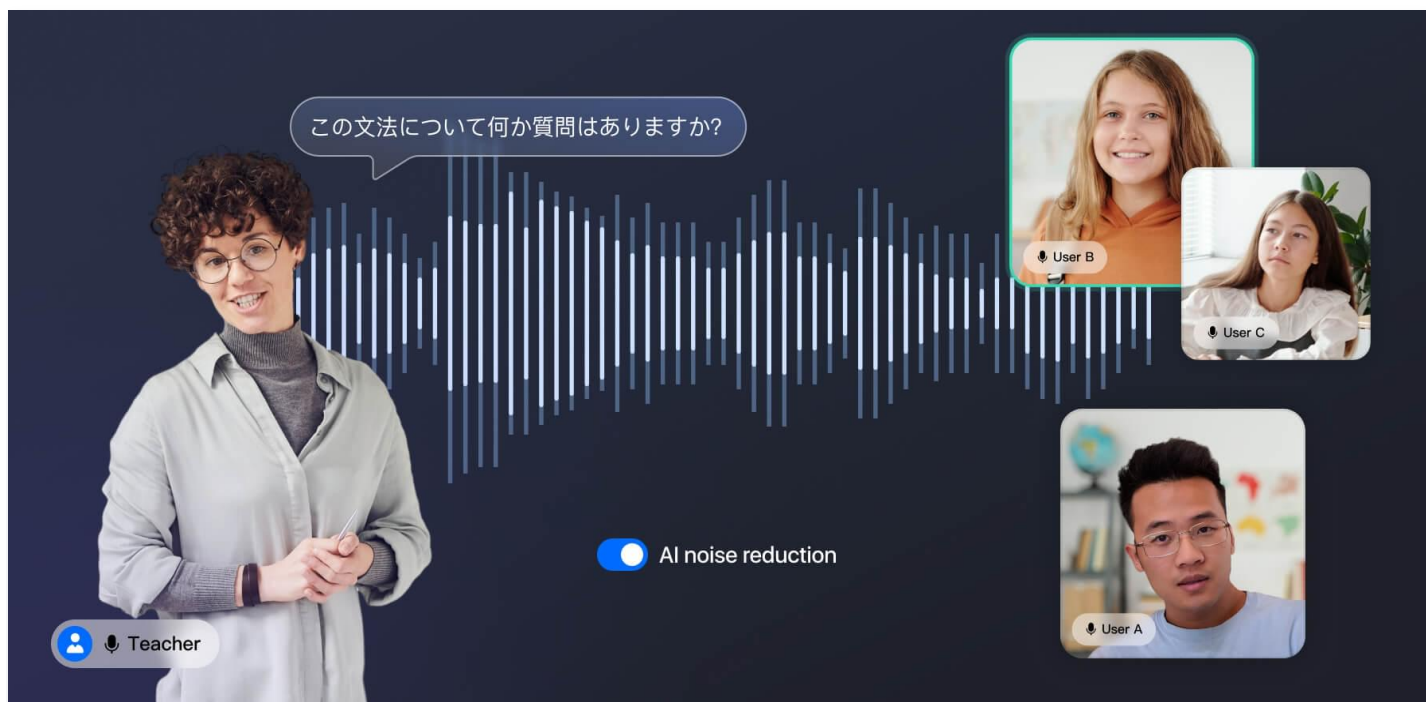 この文法について何か質問はありますか?
User B
User C
AI noise reduction
User A
Teacher